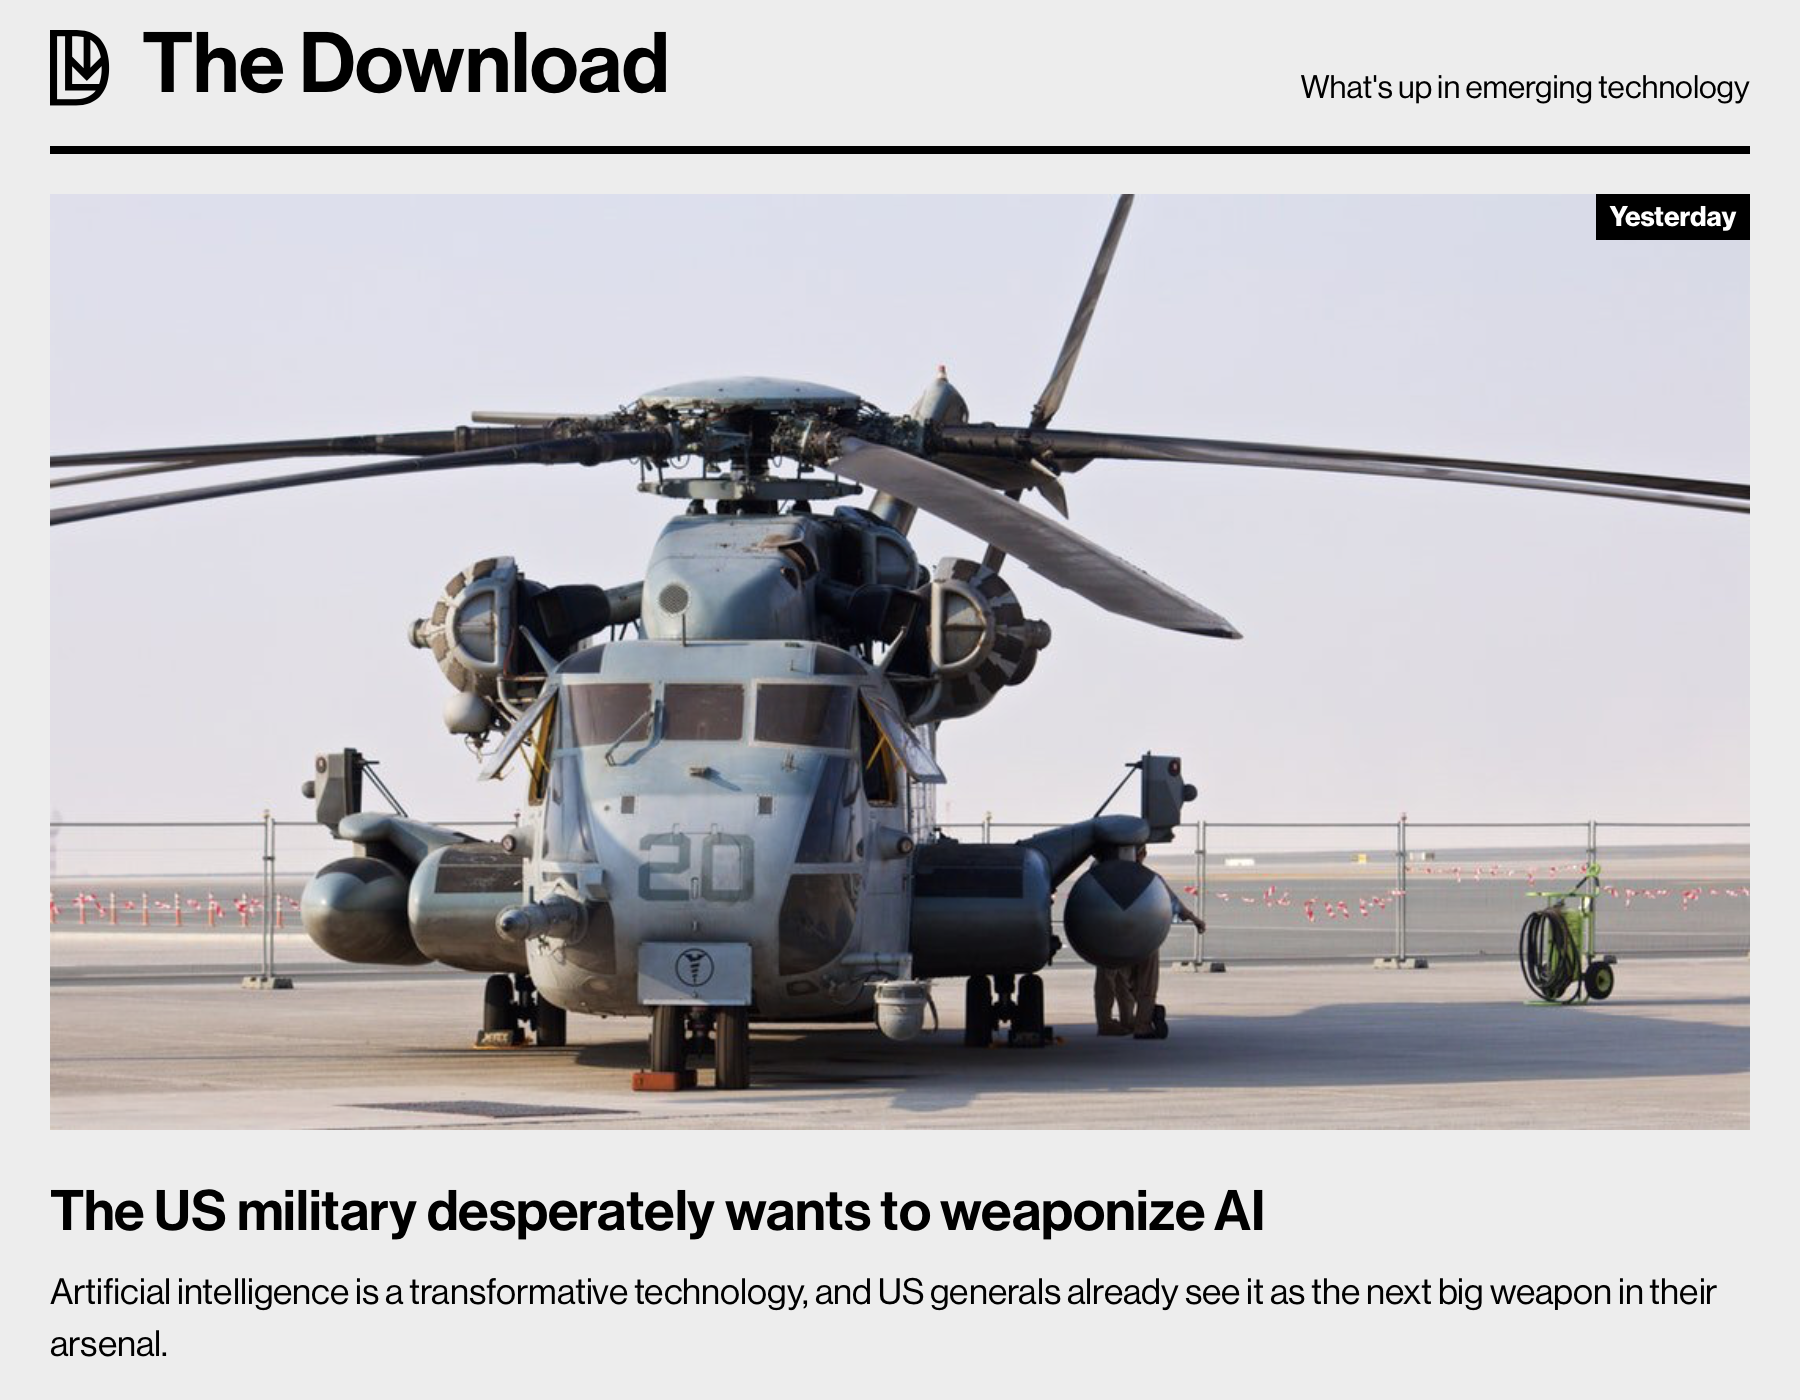 The Download
What's up in emerging technology
Yesterday
20
The US military desperately wants to weaponize AI
Artificial intelligence is a transformative technology, and US generals already see it as the next big weapon in their
arsenal.